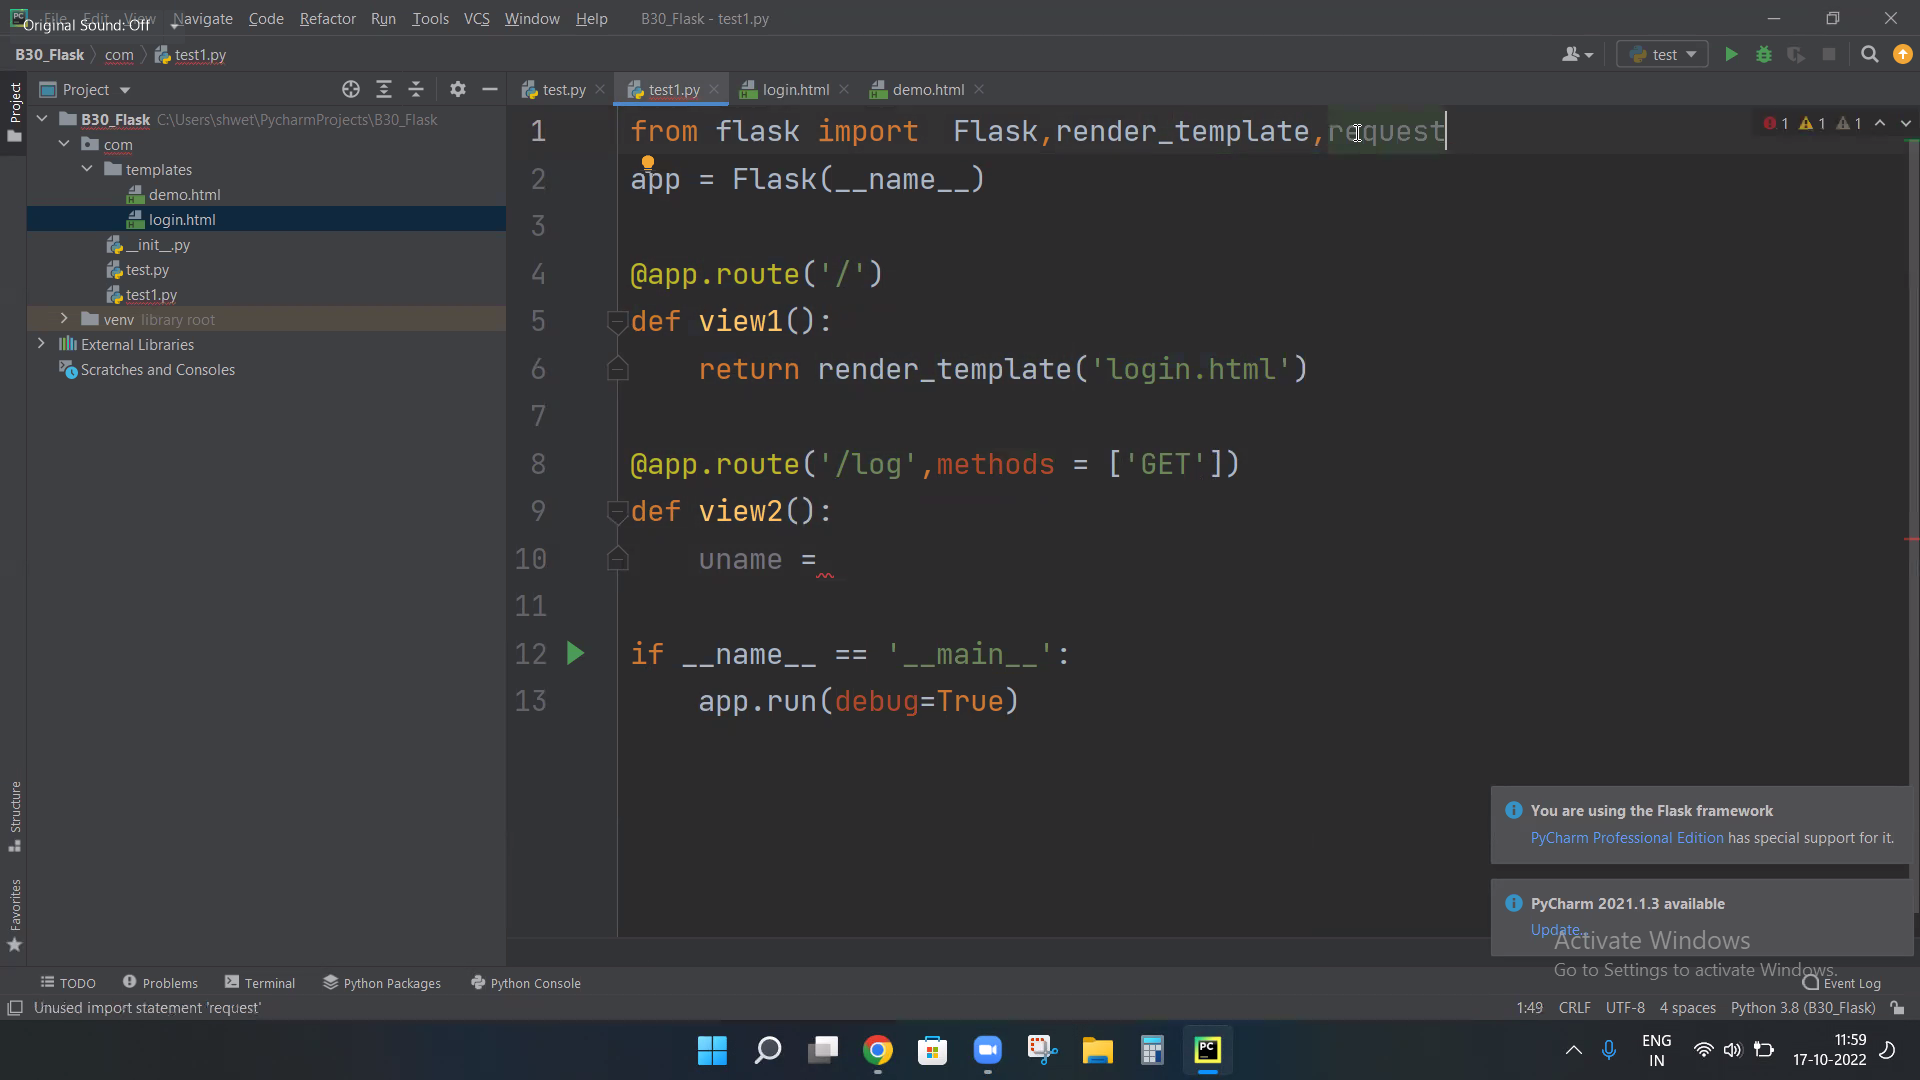 Original Sound: Off
File Edit View Navigate Code Refactor Run Tools VCS Window Help B30_Flask - test1.py
B30_Flask com test1.py
test
Project
test.py test1.py login.html demo.html
B30_Flask C:\Users\shwet\PycharmProjects\B30_Flask
com
templates
demo.html
login.html
__init__.py
test.py
test1.py
venv library root
External Libraries
Scratches and Consoles
Project
Structure
Favorites
1 from flask import  Flask,render_template,request
2 app = Flask(__name__)
3
4 @app.route('/')
5 def view1():
6     return render_template('login.html')
7
8 @app.route('/log',methods = ['GET'])
9 def view2():
10     uname =
11
12 if __name__ == '__main__':
13     app.run(debug=True)
1 1 1
You are using the Flask framework
PyCharm Professional Edition has special support for it.
PyCharm 2021.1.3 available
Update...
Activate Windows
Go to Settings to activate Windows.
TODO Problems Terminal Python Packages Python Console Event Log
Unused import statement 'request' 1:49 CRLF UTF-8 4 spaces Python 3.8 (B30_Flask)
PC
ENG
IN
11:59
17-10-2022